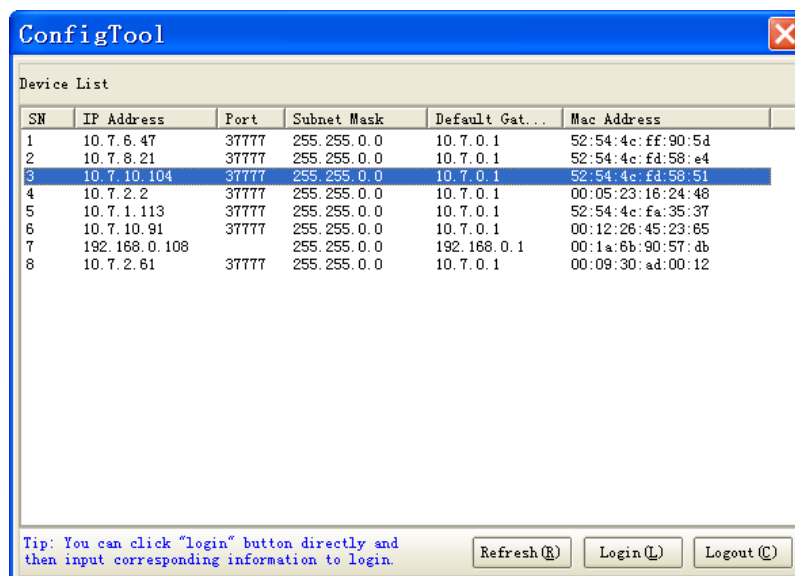 ConfigTool
Device List
SN IP Address Port Subnet Mask Default Gat... Mac Address
1 10.7.6.47 37777 255.255.0.0 10.7.0.1 52:54:4c:ff:90:5d
2 10.7.8.21 37777 255.255.0.0 10.7.0.1 52:54:4c:fd:58:e4
3 10.7.10.104 37777 255.255.0.0 10.7.0.1 52:54:4c:fd:58:51
4 10.7.2.2 37777 255.255.0.0 10.7.0.1 00:05:23:16:24:48
5 10.7.1.113 37777 255.255.0.0 10.7.0.1 52:54:4c:fa:35:37
6 10.7.10.91 37777 255.255.0.0 10.7.0.1 00:12:26:45:23:65
7 192.168.0.108 255.255.0.0 192.168.0.1 00:1a:6b:90:57:db
8 10.7.2.61 37777 255.255.0.0 10.7.0.1 00:09:30:ad:00:12
Tip: You can click "login" button directly and
then input corresponding information to login.
Refresh(R) Login(L) Logout(C)